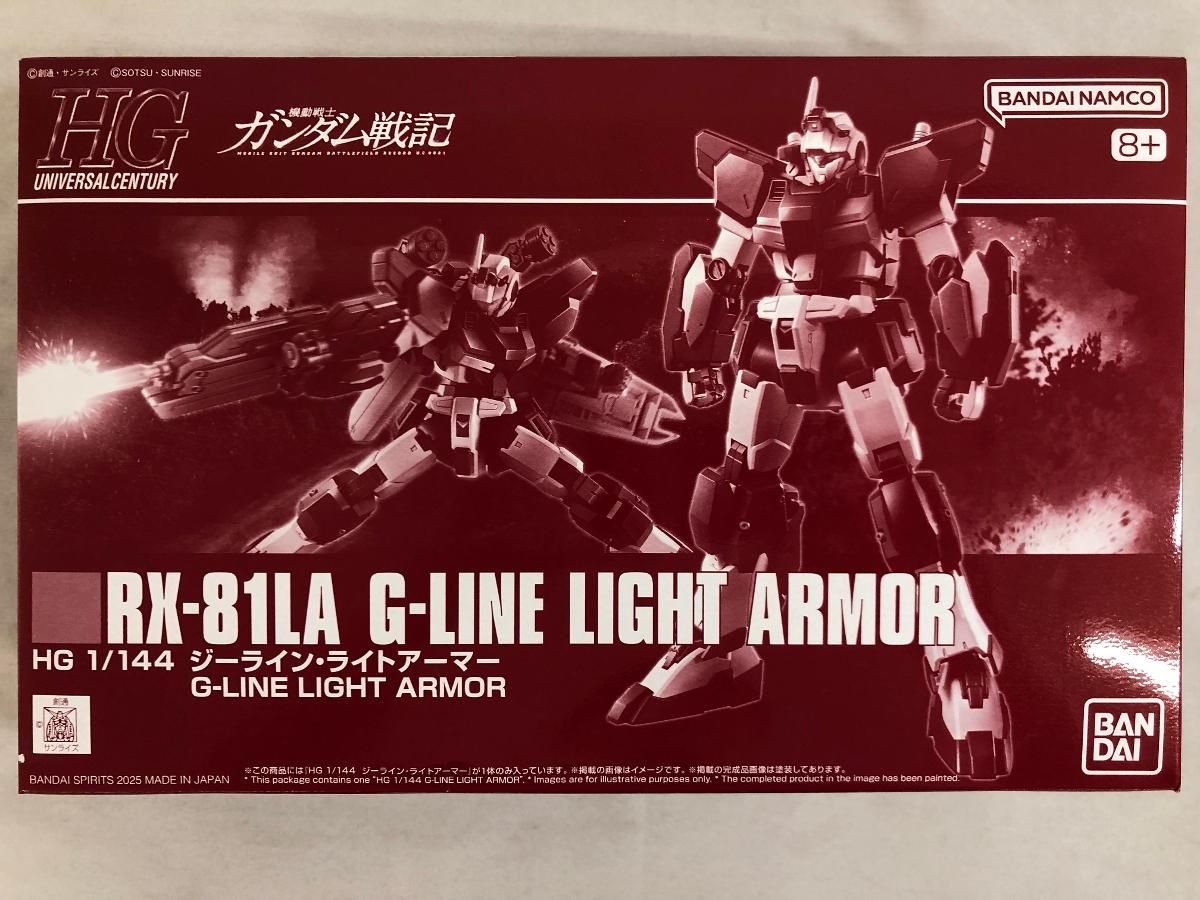 ©創通・サンライズ ©SOTSU・SUNRISE
HG
UNIVERSAL CENTURY
機動戦士
ガンダム戦記
MOBILE SUIT GUNDAM BATTLEFIELD RECORD U.C.0081
BANDAI NAMCO
8+
RX-81LA G-LINE LIGHT ARMOR
HG 1/144 ジーライン・ライトアーマー
G-LINE LIGHT ARMOR
創通
©
サンライズ
BAN
DAI
BANDAI SPIRITS 2025 MADE IN JAPAN
※この商品には「HG 1/144 ジーライン・ライトアーマー」が1体のみ入っています。※掲載の画像はイメージです。※掲載の完成品画像は塗装してあります。
* This package contains one "HG 1/144 G-LINE LIGHT ARMOR". * Images are for illustrative purposes only. * The completed product in the image has been painted.